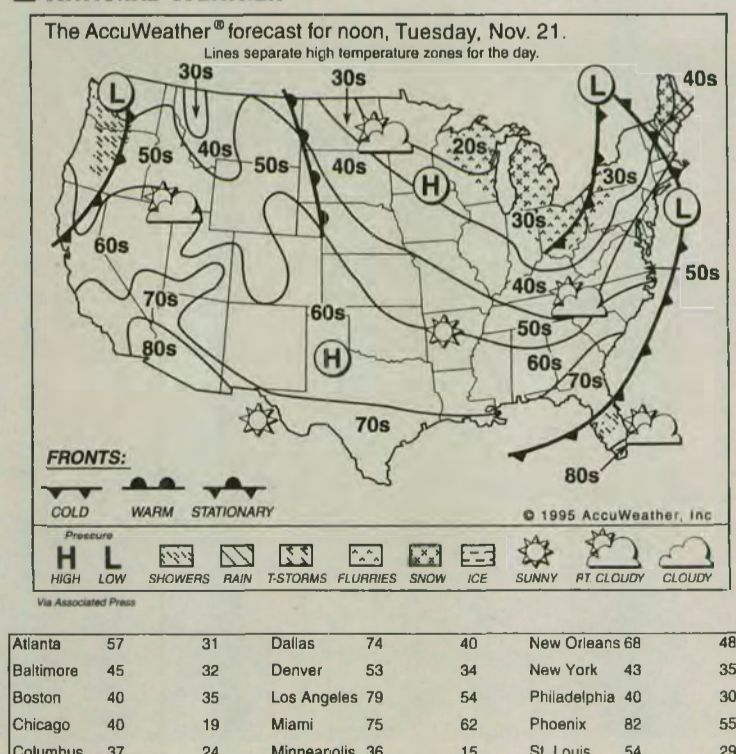 The AccuWeather® forecast for noon, Tuesday, Nov. 21.
Lines separate high temperature zones for the day.
30s
30s
40s
L
L
50s
40s
50s
40s
20s
30s
H
L
30s
60s
50s
40s
70s
60s
50s
80s
H
60s
70s
70s
80s
FRONTS:
COLD WARM STATIONARY
© 1995 AccuWeather, Inc
Pressure
H L
HIGH LOW SHOWERS RAIN T-STORMS FLURRIES SNOW ICE SUNNY PT. CLOUDY CLOUDY
Via Associated Press
Atlanta 57 31 Dallas 74 40 New Orleans 68 48
Baltimore 45 32 Denver 53 34 New York 43 35
Boston 40 35 Los Angeles 79 54 Philadelphia 40 30
Chicago 40 19 Miami 75 62 Phoenix 82 55
Columbus 37 24 Minneapolis 36 15 St. Louis 54 29